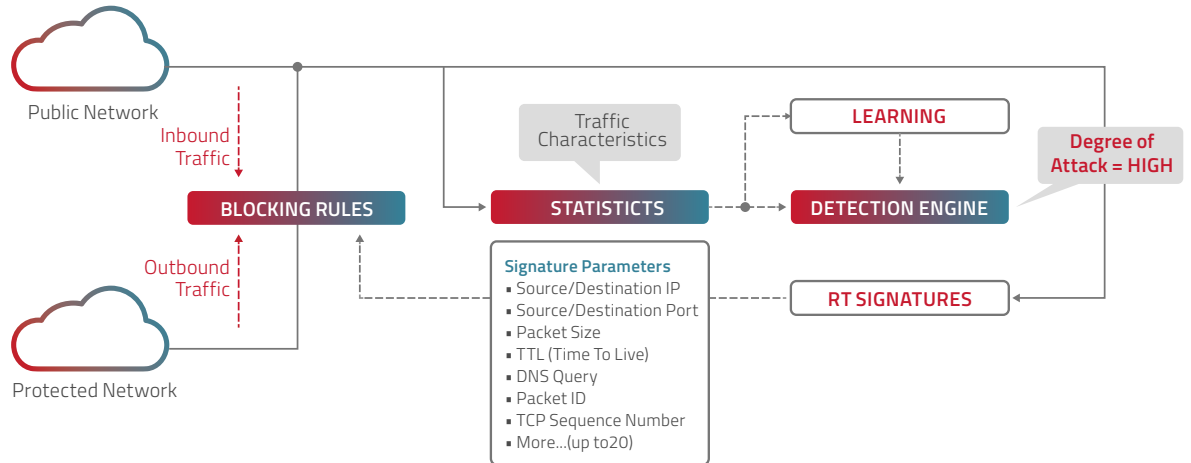 Public Network
Inbound
Traffic
BLOCKING RULES
Outbound
Traffic
Protected Network
Traffic
Characteristics
STATISTICTS
Signature Parameters
▪ Source/Destination IP
▪ Source/Destination Port
▪ Packet Size
▪ TTL (Time To Live)
▪ DNS Query
▪ Packet ID
▪ TCP Sequence Number
▪ More...(up to20)
LEARNING
Degree of
Attack = HIGH
DETECTION ENGINE
RT SIGNATURES